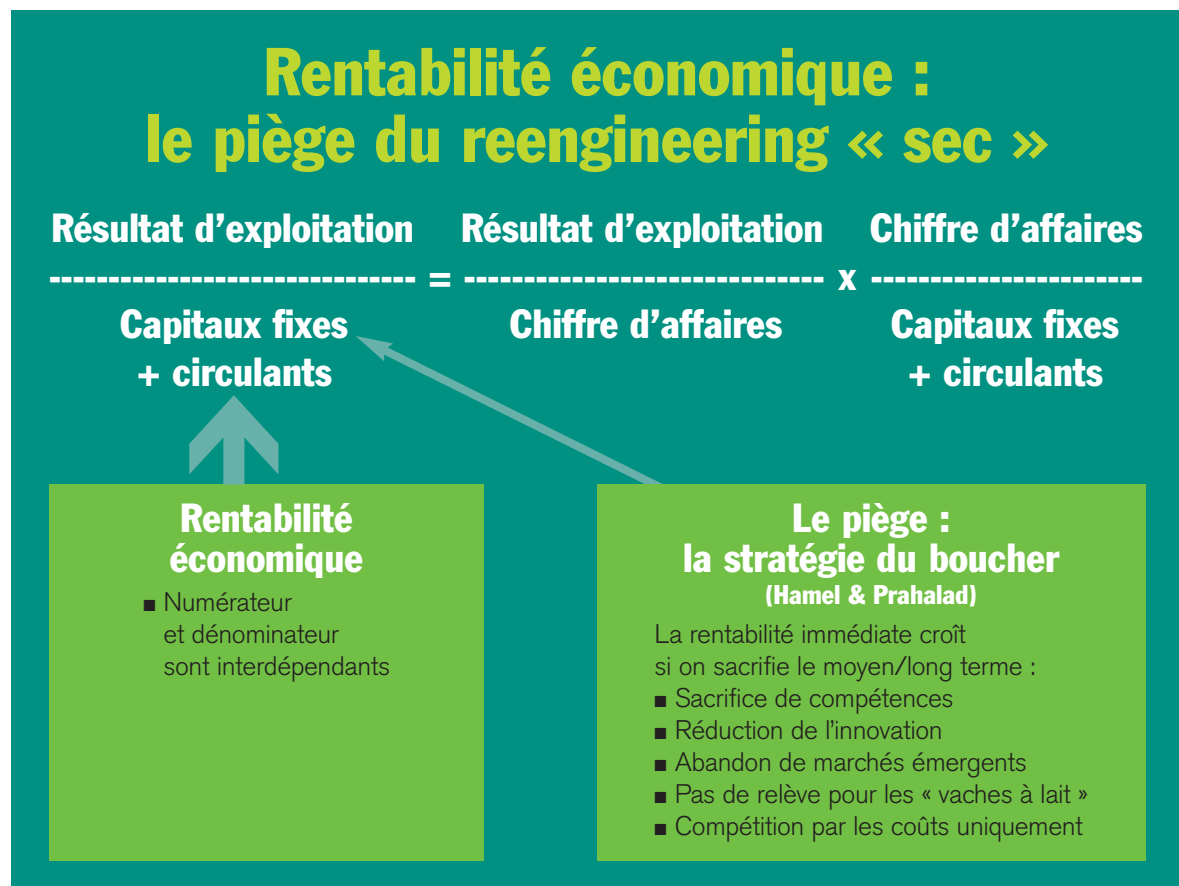 Rentabilité économique :
le piège du reengineering « sec »
Résultat d’exploitation Résultat d’exploitation Chiffre d’affaires
------------------------------- = ------------------------------- x -----------------------
Capitaux fixes Chiffre d’affaires Capitaux fixes
+ circulants + circulants
Rentabilité
économique
■ Numérateur
et dénominateur
sont interdépendants
Le piège :
la stratégie du boucher
(Hamel & Prahalad)
La rentabilité immédiate croît
si on sacrifie le moyen/long terme :
■ Sacrifice de compétences
■ Réduction de l’innovation
■ Abandon de marchés émergents
■ Pas de relève pour les « vaches à lait »
■ Compétition par les coûts uniquement